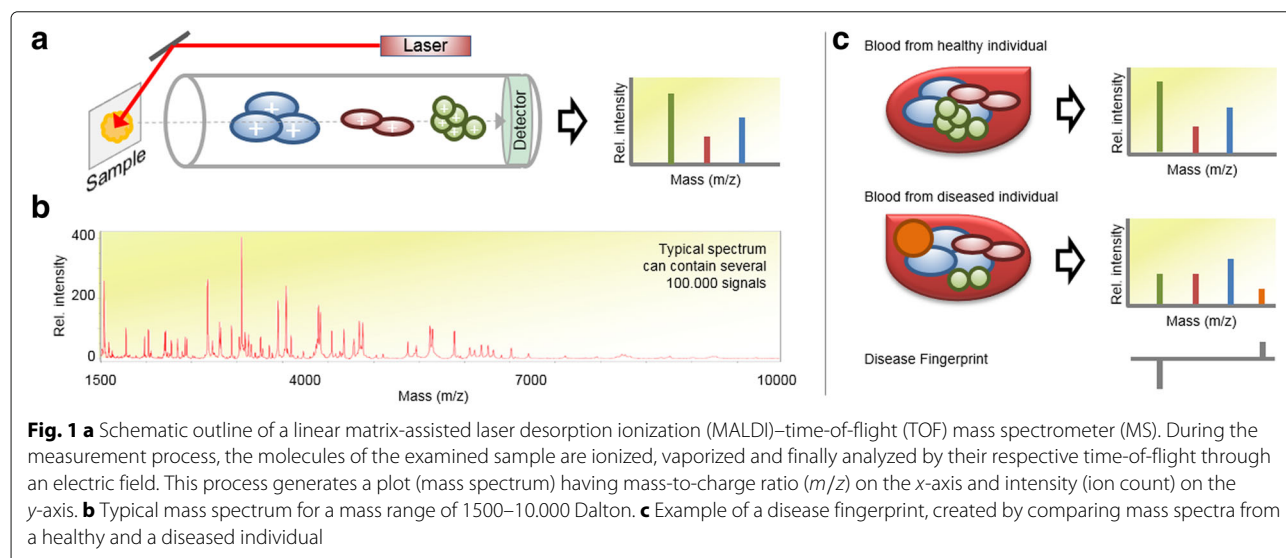 a
Laser
Sample
Detector
Rel. intensity
Mass (m/z)
b
400
200
0
Rel. intensity
Typical spectrum
can contain several
100.000 signals
1500
4000
7000
10000
Mass (m/z)
c
Blood from healthy individual
Rel. intensity
Mass (m/z)
Blood from diseased individual
Rel. intensity
Mass (m/z)
Disease Fingerprint
Fig. 1 a Schematic outline of a linear matrix-assisted laser desorption ionization (MALDI)–time-of-flight (TOF) mass spectrometer (MS). During the
measurement process, the molecules of the examined sample are ionized, vaporized and finally analyzed by their respective time-of-flight through
an electric field. This process generates a plot (mass spectrum) having mass-to-charge ratio (m/z) on the x-axis and intensity (ion count) on the
y-axis. b Typical mass spectrum for a mass range of 1500–10.000 Dalton. c Example of a disease fingerprint, created by comparing mass spectra from
a healthy and a diseased individual